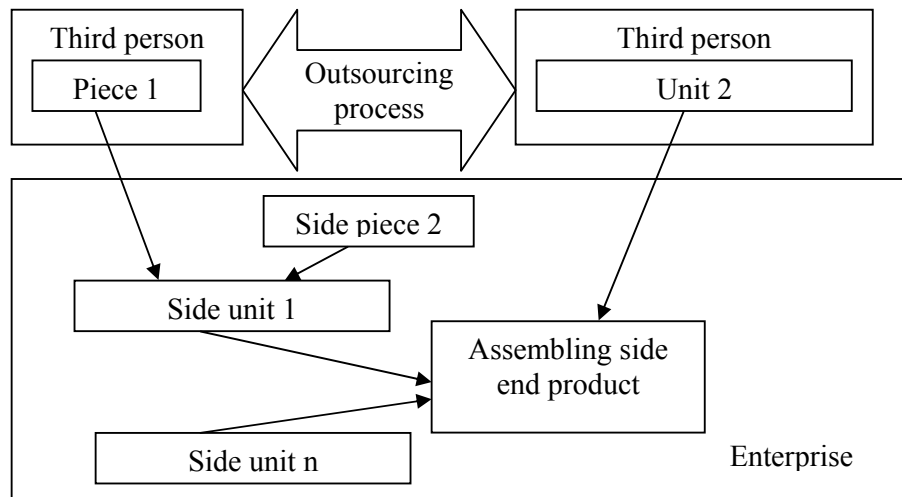 Third person
Piece 1
Outsourcing
process
Third person
Unit 2
Side piece 2
Side unit 1
Assembling side
end product
Side unit n
Enterprise